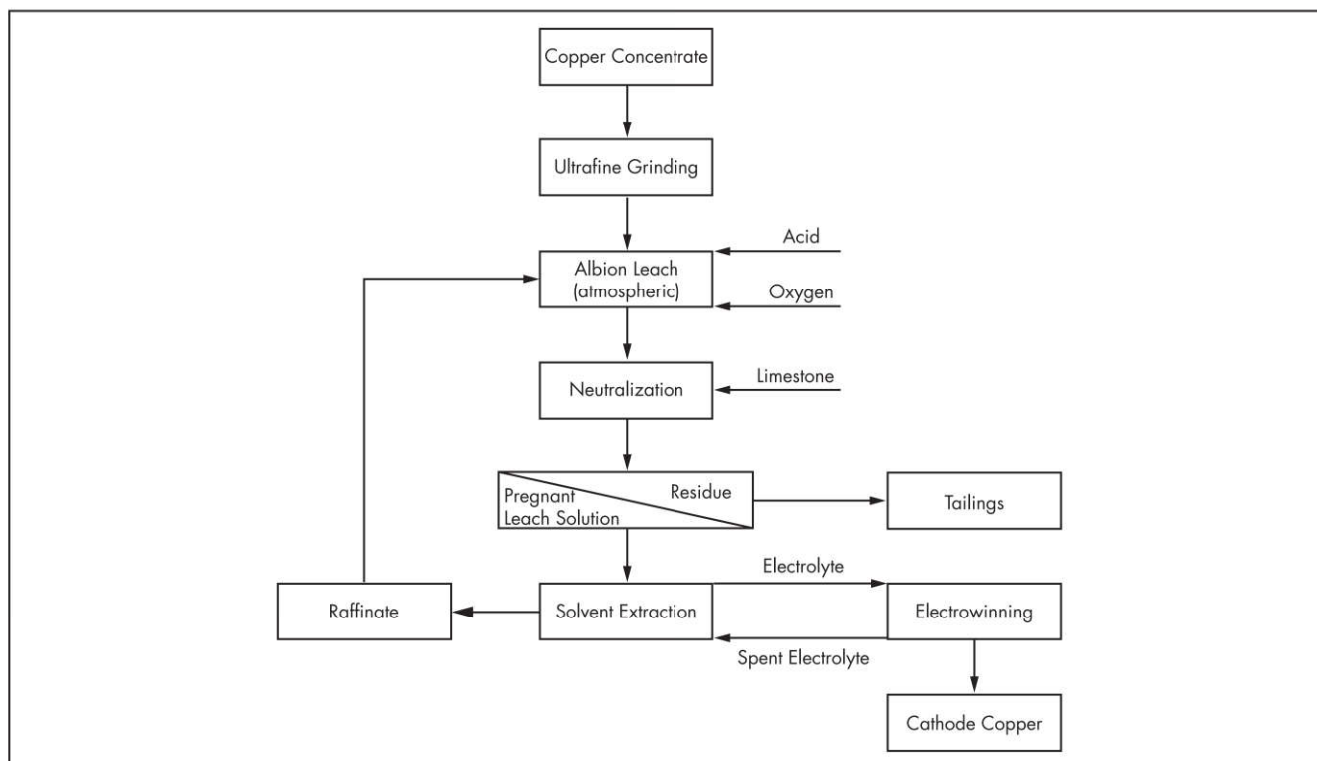 Copper Concentrate
Ultrafine Grinding
Acid
Albion Leach
(atmospheric)
Oxygen
Neutralization
Limestone
Residue
Pregnant
Leach Solution
Tailings
Electrolyte
Raffinate
Solvent Extraction
Electrowinning
Spent Electrolyte
Cathode Copper